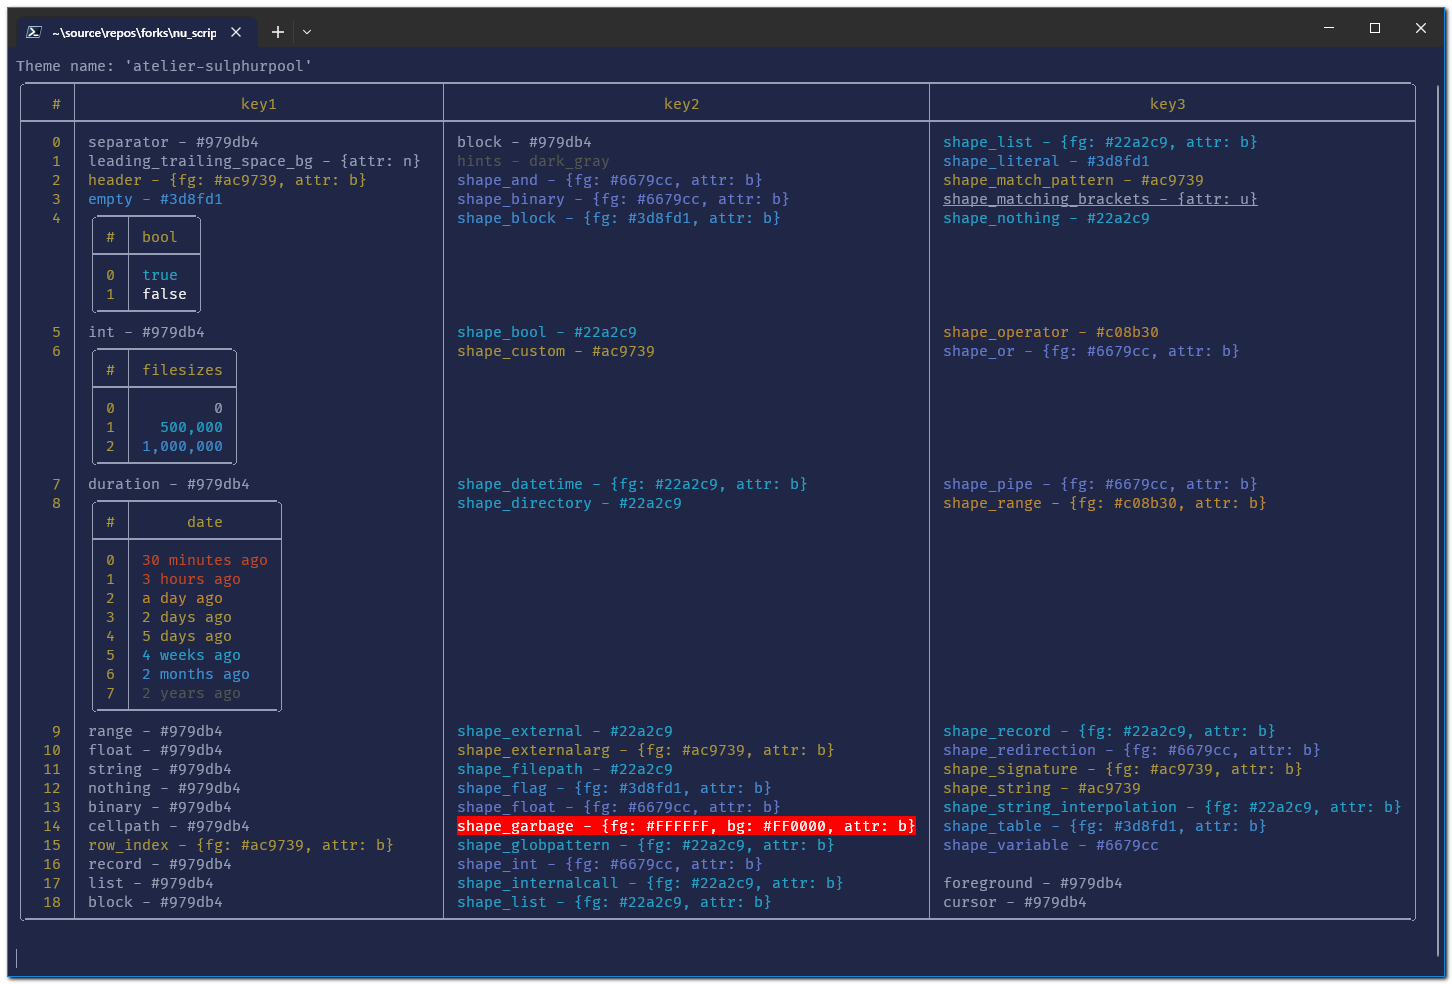 ~\source\repos\forks\nu_scrip
Theme name: 'atelier-sulphurpool'
# key1 key2 key3
0 separator - #979db4 block - #979db4 shape_list - {fg: #22a2c9, attr: b}
1 leading_trailing_space_bg - {attr: n} hints - dark_gray shape_literal - #3d8fd1
2 header - {fg: #ac9739, attr: b} shape_and - {fg: #6679cc, attr: b} shape_match_pattern - #ac9739
3 empty - #3d8fd1 shape_binary - {fg: #6679cc, attr: b} shape_matching_brackets - {attr: u}
4 shape_block - {fg: #3d8fd1, attr: b} shape_nothing - #22a2c9
# bool
0 true
1 false
5 int - #979db4 shape_bool - #22a2c9 shape_operator - #c08b30
6 shape_custom - #ac9739 shape_or - {fg: #6679cc, attr: b}
# filesizes
0 0
1 500,000
2 1,000,000
7 duration - #979db4 shape_datetime - {fg: #22a2c9, attr: b} shape_pipe - {fg: #6679cc, attr: b}
8 shape_directory - #22a2c9 shape_range - {fg: #c08b30, attr: b}
# date
0 30 minutes ago
1 3 hours ago
2 a day ago
3 2 days ago
4 5 days ago
5 4 weeks ago
6 2 months ago
7 2 years ago
9 range - #979db4 shape_external - #22a2c9 shape_record - {fg: #22a2c9, attr: b}
10 float - #979db4 shape_externalarg - {fg: #ac9739, attr: b} shape_redirection - {fg: #6679cc, attr: b}
11 string - #979db4 shape_filepath - #22a2c9 shape_signature - {fg: #ac9739, attr: b}
12 nothing - #979db4 shape_flag - {fg: #3d8fd1, attr: b} shape_string - #ac9739
13 binary - #979db4 shape_float - {fg: #6679cc, attr: b} shape_string_interpolation - {fg: #22a2c9, attr: b}
14 cellpath - #979db4 shape_garbage - {fg: #FFFFFF, bg: #FF0000, attr: b} shape_table - {fg: #3d8fd1, attr: b}
15 row_index - {fg: #ac9739, attr: b} shape_globpattern - {fg: #22a2c9, attr: b} shape_variable - #6679cc
16 record - #979db4 shape_int - {fg: #6679cc, attr: b}
17 list - #979db4 shape_internalcall - {fg: #22a2c9, attr: b} foreground - #979db4
18 block - #979db4 shape_list - {fg: #22a2c9, attr: b} cursor - #979db4